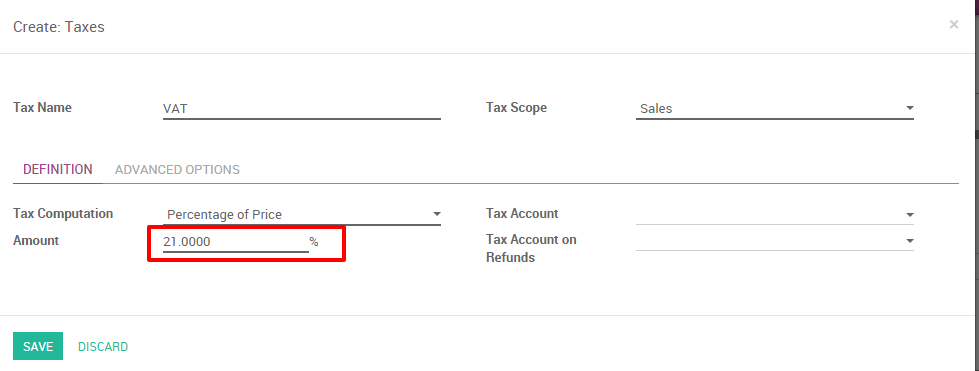 Create: Taxes ×
Tax Name VAT Tax Scope Sales
DEFINITION ADVANCED OPTIONS
Tax Computation Percentage of Price Tax Account
Amount 21.0000 % Tax Account on
Refunds
SAVE DISCARD